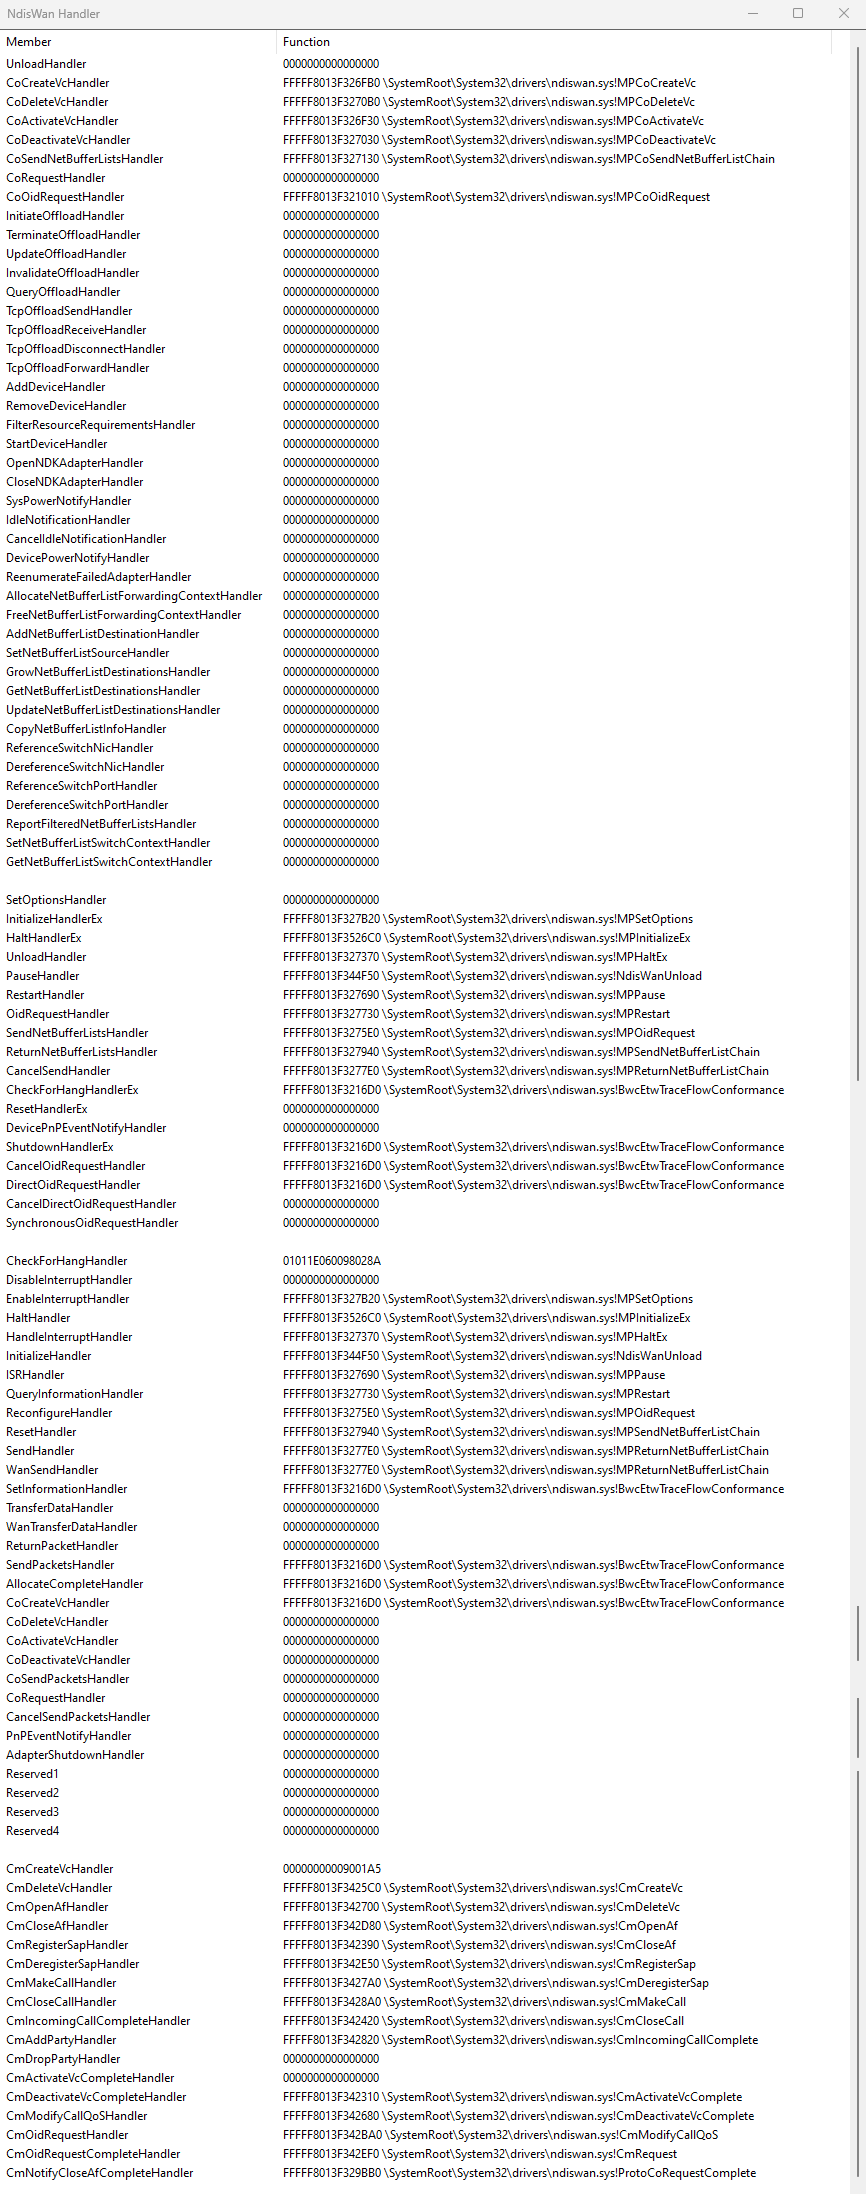 NdisWan Handler
Member Function
UnloadHandler 0000000000000000
CoCreateVcHandler FFFFF8013F326FB0 \SystemRoot\System32\drivers\ndiswan.sys!MPCoCreateVc
CoDeleteVcHandler FFFFF8013F3270B0 \SystemRoot\System32\drivers\ndiswan.sys!MPCoDeleteVc
CoActivateVcHandler FFFFF8013F326F30 \SystemRoot\System32\drivers\ndiswan.sys!MPCoActivateVc
CoDeactivateVcHandler FFFFF8013F327030 \SystemRoot\System32\drivers\ndiswan.sys!MPCoDeactivateVc
CoSendNetBufferListsHandler FFFFF8013F327130 \SystemRoot\System32\drivers\ndiswan.sys!MPCoSendNetBufferListChain
CoRequestHandler 0000000000000000
CoOidRequestHandler FFFFF8013F321010 \SystemRoot\System32\drivers\ndiswan.sys!MPCoOidRequest
InitiateOffloadHandler 0000000000000000
TerminateOffloadHandler 0000000000000000
UpdateOffloadHandler 0000000000000000
InvalidateOffloadHandler 0000000000000000
QueryOffloadHandler 0000000000000000
TcpOffloadSendHandler 0000000000000000
TcpOffloadReceiveHandler 0000000000000000
TcpOffloadDisconnectHandler 0000000000000000
TcpOffloadForwardHandler 0000000000000000
AddDeviceHandler 0000000000000000
RemoveDeviceHandler 0000000000000000
FilterResourceRequirementsHandler 0000000000000000
StartDeviceHandler 0000000000000000
OpenNDKAdapterHandler 0000000000000000
CloseNDKAdapterHandler 0000000000000000
SysPowerNotifyHandler 0000000000000000
IdleNotificationHandler 0000000000000000
CancelIdleNotificationHandler 0000000000000000
DevicePowerNotifyHandler 0000000000000000
ReenumerateFailedAdapterHandler 0000000000000000
AllocateNetBufferListForwardingContextHandler 0000000000000000
FreeNetBufferListForwardingContextHandler 0000000000000000
AddNetBufferListDestinationHandler 0000000000000000
SetNetBufferListSourceHandler 0000000000000000
GrowNetBufferListDestinationsHandler 0000000000000000
GetNetBufferListDestinationsHandler 0000000000000000
UpdateNetBufferListDestinationsHandler 0000000000000000
CopyNetBufferListInfoHandler 0000000000000000
ReferenceSwitchNicHandler 0000000000000000
DereferenceSwitchNicHandler 0000000000000000
ReferenceSwitchPortHandler 0000000000000000
DereferenceSwitchPortHandler 0000000000000000
ReportFilteredNetBufferListsHandler 0000000000000000
SetNetBufferListSwitchContextHandler 0000000000000000
GetNetBufferListSwitchContextHandler 0000000000000000
SetOptionsHandler 0000000000000000
InitializeHandlerEx FFFFF8013F327B20 \SystemRoot\System32\drivers\ndiswan.sys!MPSetOptions
HaltHandlerEx FFFFF8013F3526C0 \SystemRoot\System32\drivers\ndiswan.sys!MPInitializeEx
UnloadHandler FFFFF8013F327370 \SystemRoot\System32\drivers\ndiswan.sys!MPHaltEx
PauseHandler FFFFF8013F344F50 \SystemRoot\System32\drivers\ndiswan.sys!NdisWanUnload
RestartHandler FFFFF8013F327690 \SystemRoot\System32\drivers\ndiswan.sys!MPPause
OidRequestHandler FFFFF8013F327730 \SystemRoot\System32\drivers\ndiswan.sys!MPRestart
SendNetBufferListsHandler FFFFF8013F3275E0 \SystemRoot\System32\drivers\ndiswan.sys!MPOidRequest
ReturnNetBufferListsHandler FFFFF8013F327940 \SystemRoot\System32\drivers\ndiswan.sys!MPSendNetBufferListChain
CancelSendHandler FFFFF8013F3277E0 \SystemRoot\System32\drivers\ndiswan.sys!MPReturnNetBufferListChain
CheckForHangHandlerEx FFFFF8013F3216D0 \SystemRoot\System32\drivers\ndiswan.sys!BwcEtwTraceFlowConformance
ResetHandlerEx 0000000000000000
DevicePnPEventNotifyHandler 0000000000000000
ShutdownHandlerEx FFFFF8013F3216D0 \SystemRoot\System32\drivers\ndiswan.sys!BwcEtwTraceFlowConformance
CancelOidRequestHandler FFFFF8013F3216D0 \SystemRoot\System32\drivers\ndiswan.sys!BwcEtwTraceFlowConformance
DirectOidRequestHandler FFFFF8013F3216D0 \SystemRoot\System32\drivers\ndiswan.sys!BwcEtwTraceFlowConformance
CancelDirectOidRequestHandler 0000000000000000
SynchronousOidRequestHandler 0000000000000000
CheckForHangHandler 01011E060098028A
DisableInterruptHandler 0000000000000000
EnableInterruptHandler FFFFF8013F327B20 \SystemRoot\System32\drivers\ndiswan.sys!MPSetOptions
HaltHandler FFFFF8013F3526C0 \SystemRoot\System32\drivers\ndiswan.sys!MPInitializeEx
HandleInterruptHandler FFFFF8013F327370 \SystemRoot\System32\drivers\ndiswan.sys!MPHaltEx
InitializeHandler FFFFF8013F344F50 \SystemRoot\System32\drivers\ndiswan.sys!NdisWanUnload
ISRHandler FFFFF8013F327690 \SystemRoot\System32\drivers\ndiswan.sys!MPPause
QueryInformationHandler FFFFF8013F327730 \SystemRoot\System32\drivers\ndiswan.sys!MPRestart
ReconfigureHandler FFFFF8013F3275E0 \SystemRoot\System32\drivers\ndiswan.sys!MPOidRequest
ResetHandler FFFFF8013F327940 \SystemRoot\System32\drivers\ndiswan.sys!MPSendNetBufferListChain
SendHandler FFFFF8013F3277E0 \SystemRoot\System32\drivers\ndiswan.sys!MPReturnNetBufferListChain
WanSendHandler FFFFF8013F3277E0 \SystemRoot\System32\drivers\ndiswan.sys!MPReturnNetBufferListChain
SetInformationHandler FFFFF8013F3216D0 \SystemRoot\System32\drivers\ndiswan.sys!BwcEtwTraceFlowConformance
TransferDataHandler 0000000000000000
WanTransferDataHandler 0000000000000000
ReturnPacketHandler 0000000000000000
SendPacketsHandler FFFFF8013F3216D0 \SystemRoot\System32\drivers\ndiswan.sys!BwcEtwTraceFlowConformance
AllocateCompleteHandler FFFFF8013F3216D0 \SystemRoot\System32\drivers\ndiswan.sys!BwcEtwTraceFlowConformance
CoCreateVcHandler FFFFF8013F3216D0 \SystemRoot\System32\drivers\ndiswan.sys!BwcEtwTraceFlowConformance
CoDeleteVcHandler 0000000000000000
CoActivateVcHandler 0000000000000000
CoDeactivateVcHandler 0000000000000000
CoSendPacketsHandler 0000000000000000
CoRequestHandler 0000000000000000
CancelSendPacketsHandler 0000000000000000
PnPEventNotifyHandler 0000000000000000
AdapterShutdownHandler 0000000000000000
Reserved1 0000000000000000
Reserved2 0000000000000000
Reserved3 0000000000000000
Reserved4 0000000000000000
CmCreateVcHandler 00000000009001A5
CmDeleteVcHandler FFFFF8013F3425C0 \SystemRoot\System32\drivers\ndiswan.sys!CmCreateVc
CmOpenAfHandler FFFFF8013F342700 \SystemRoot\System32\drivers\ndiswan.sys!CmDeleteVc
CmCloseAfHandler FFFFF8013F342D80 \SystemRoot\System32\drivers\ndiswan.sys!CmOpenAf
CmRegisterSapHandler FFFFF8013F342390 \SystemRoot\System32\drivers\ndiswan.sys!CmCloseAf
CmDeregisterSapHandler FFFFF8013F342E50 \SystemRoot\System32\drivers\ndiswan.sys!CmRegisterSap
CmMakeCallHandler FFFFF8013F3427A0 \SystemRoot\System32\drivers\ndiswan.sys!CmDeregisterSap
CmCloseCallHandler FFFFF8013F3428A0 \SystemRoot\System32\drivers\ndiswan.sys!CmMakeCall
CmIncomingCallCompleteHandler FFFFF8013F342420 \SystemRoot\System32\drivers\ndiswan.sys!CmCloseCall
CmAddPartyHandler FFFFF8013F342820 \SystemRoot\System32\drivers\ndiswan.sys!CmIncomingCallComplete
CmDropPartyHandler 0000000000000000
CmActivateVcCompleteHandler 0000000000000000
CmDeactivateVcCompleteHandler FFFFF8013F342310 \SystemRoot\System32\drivers\ndiswan.sys!CmActivateVcComplete
CmModifyCallQoSHandler FFFFF8013F342680 \SystemRoot\System32\drivers\ndiswan.sys!CmDeactivateVcComplete
CmOidRequestHandler FFFFF8013F342BA0 \SystemRoot\System32\drivers\ndiswan.sys!CmModifyCallQoS
CmOidRequestCompleteHandler FFFFF8013F342EF0 \SystemRoot\System32\drivers\ndiswan.sys!CmRequest
CmNotifyCloseAfCompleteHandler FFFFF8013F329BB0 \SystemRoot\System32\drivers\ndiswan.sys!ProtoCoRequestComplete